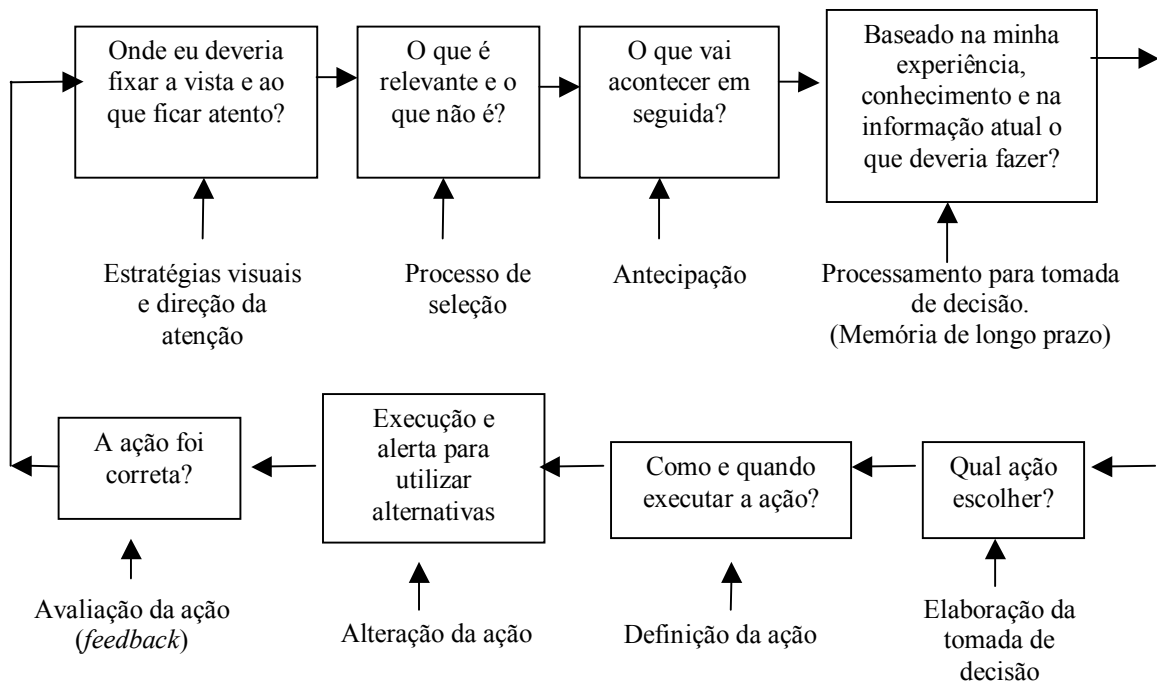 Onde eu deveria
fixar a vista e ao
que ficar atento?
O que é
relevante e o
que não é?
O que vai
acontecer em
seguida?
Baseado na minha
experiência,
conhecimento e na
informação atual o
que deveria fazer?
Estratégias visuais
e direção da
atenção
Processo de
seleção
Antecipação
Processamento para tomada
de decisão.
(Memória de longo prazo)
A ação foi
correta?
Execução e
alerta para
utilizar
alternativas
Como e quando
executar a ação?
Qual ação
escolher?
Avaliação da ação
(feedback)
Alteração da ação
Definição da ação
Elaboração da
tomada de
decisão